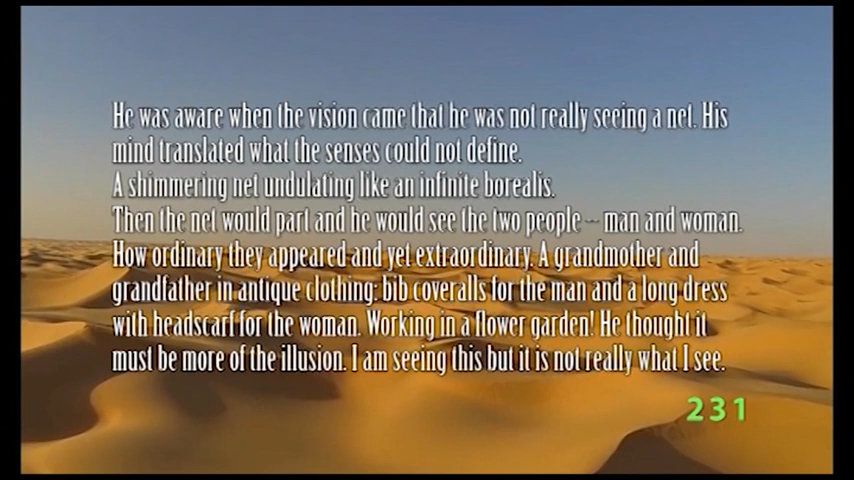 He was aware when the vision came that he was not really seeing a net. His
mind translated what the senses could not define.
A shimmering net undulating like an infinite borealis.
Then the net would part and he would see the two people -- man and woman.
How ordinary they appeared and yet extraordinary. A grandmother and
grandfather in antique clothing: bib coveralls for the man and a long dress
with headscarf for the woman. Working in a flower garden! He thought it
must be more of the illusion. I am seeing this but it is not really what I see.
231